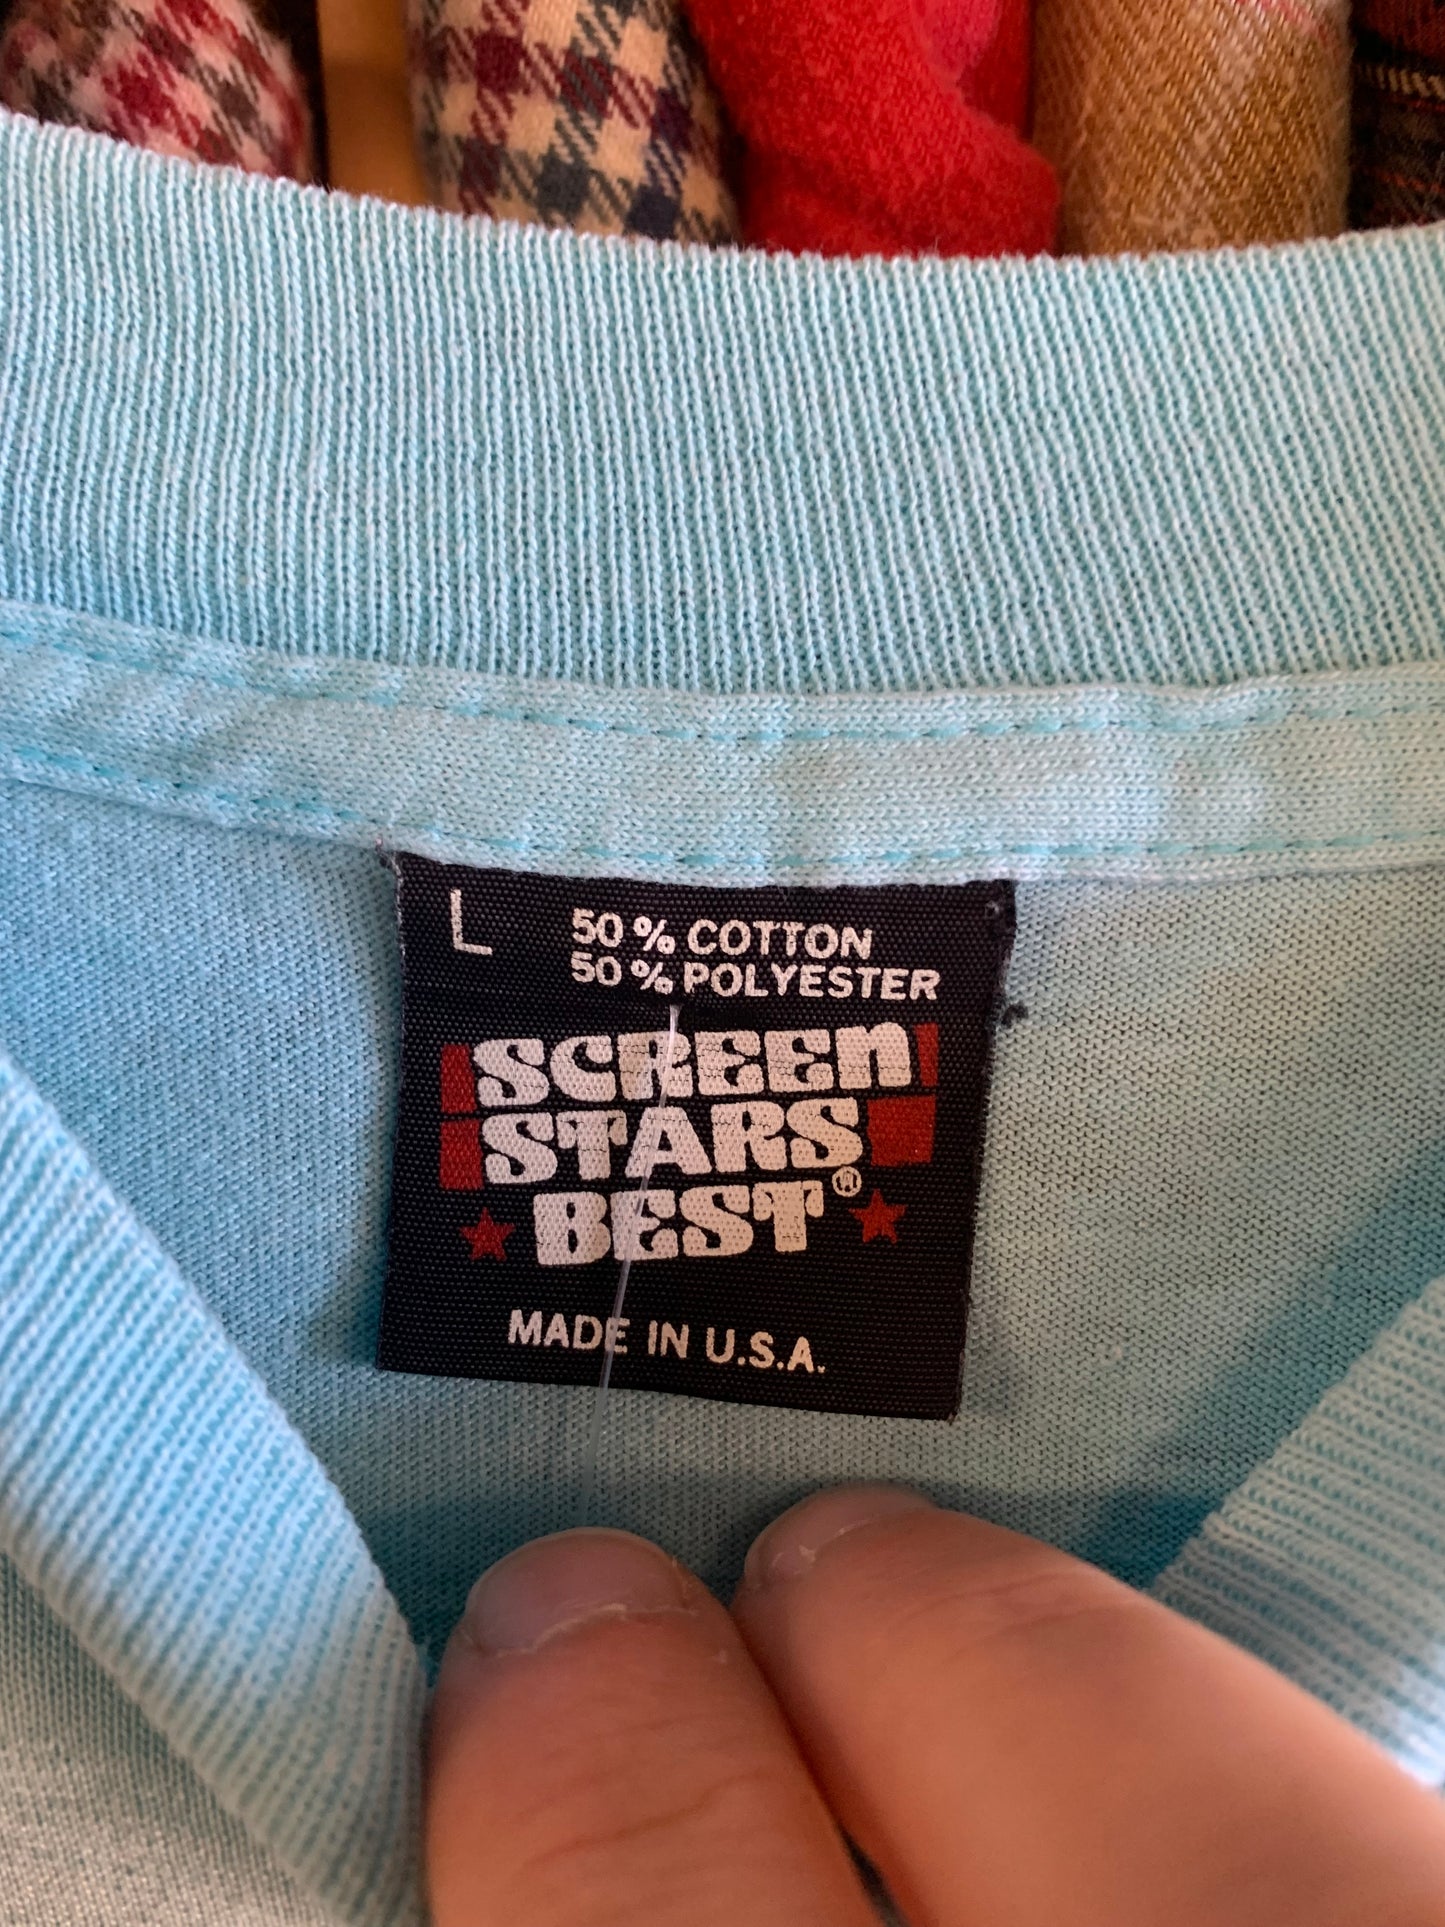 L
50% COTTON
50% POLYESTER
SCREEN
STARS
BEST®
MADE IN U.S.A.